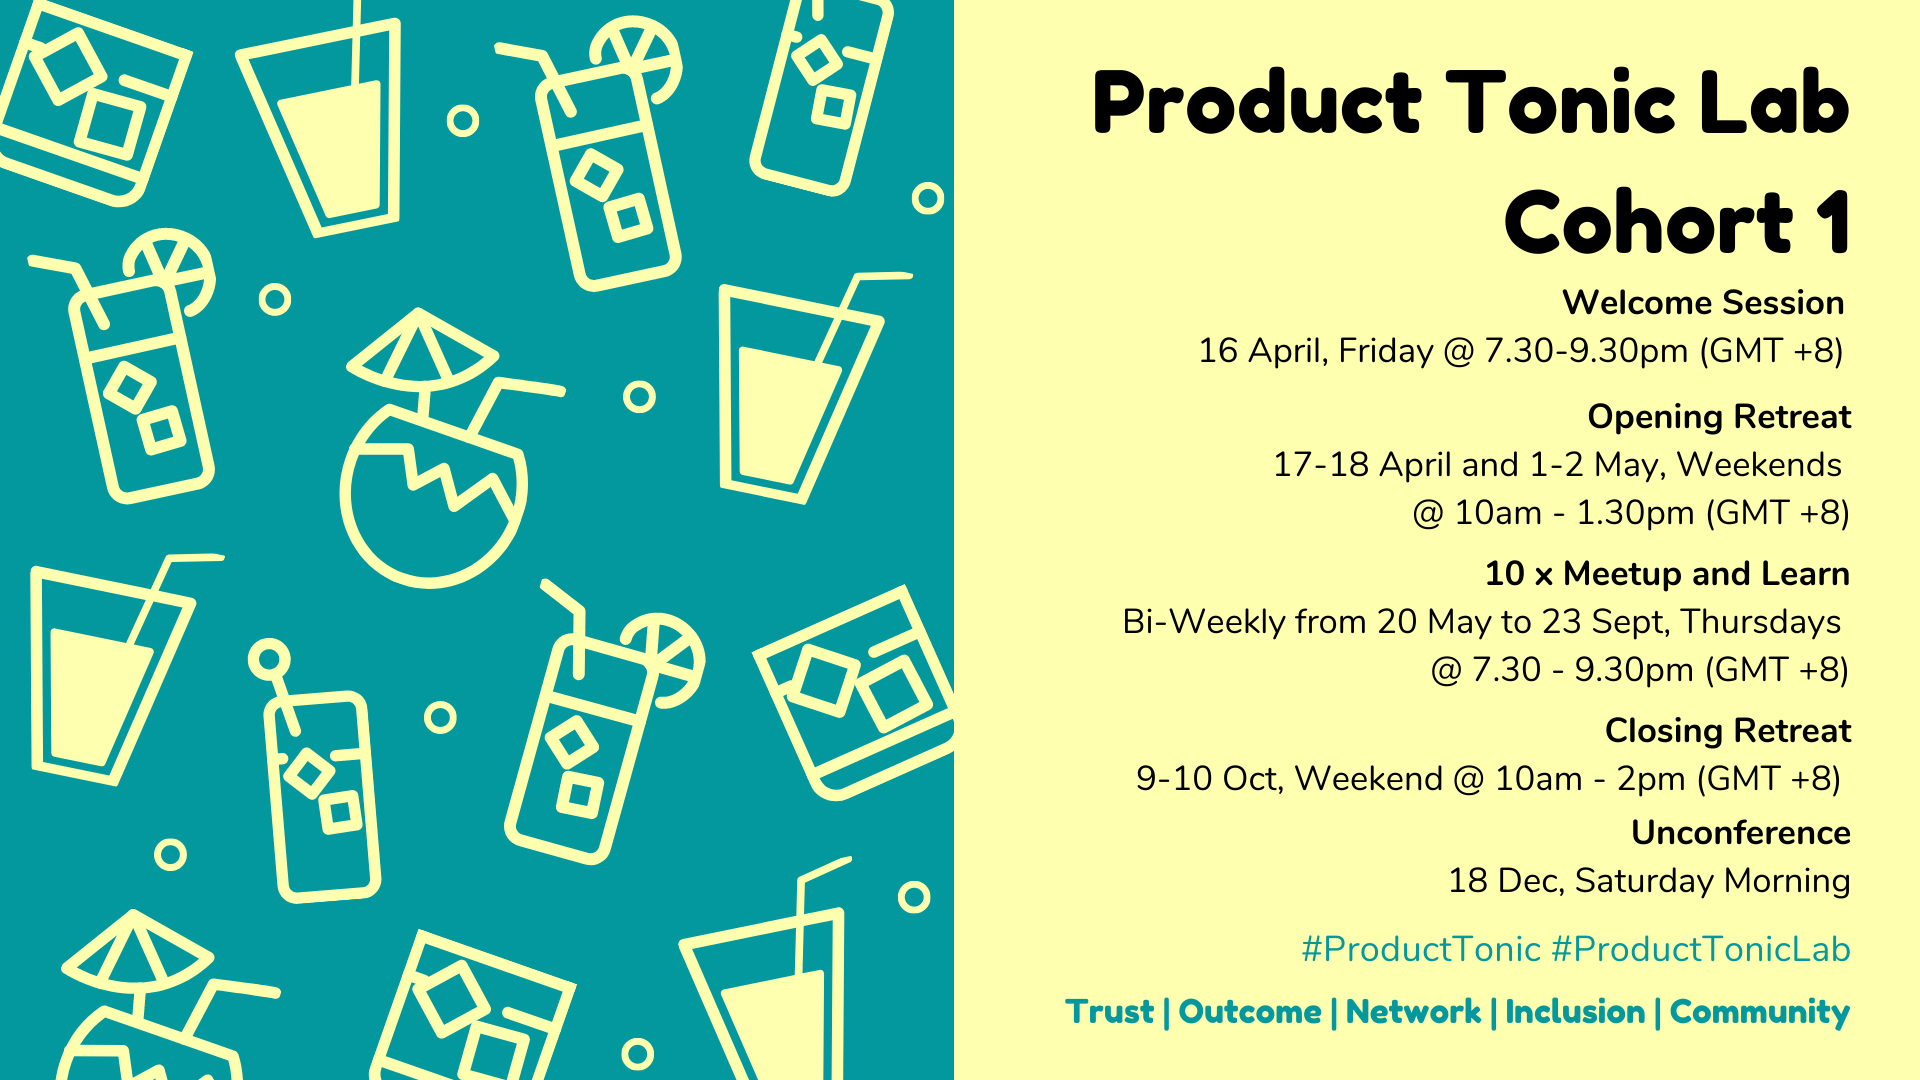 Product Tonic Lab
Cohort 1
Welcome Session
16 April, Friday @ 7.30-9.30pm (GMT +8)
Opening Retreat
17-18 April and 1-2 May, Weekends
@ 10am - 1.30pm (GMT +8)
10 x Meetup and Learn
Bi-Weekly from 20 May to 23 Sept, Thursdays
@ 7.30 - 9.30pm (GMT +8)
Closing Retreat
9-10 Oct, Weekend @ 10am - 2pm (GMT +8)
Unconference
18 Dec, Saturday Morning
#ProductTonic #ProductTonicLab
Trust | Outcome | Network | Inclusion | Community